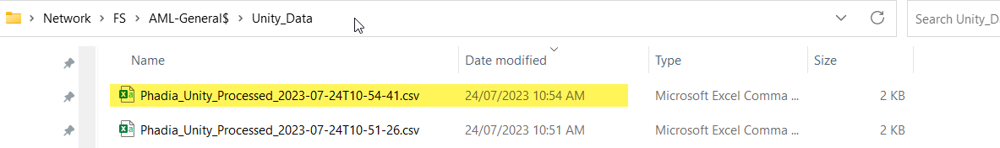 Network > FS > AML-General$ > Unity_Data Search Unity_D
Name Date modified Type Size
Phadia_Unity_Processed_2023-07-24T10-54-41.csv 24/07/2023 10:54 AM Microsoft Excel Comma ... 2 KB
Phadia_Unity_Processed_2023-07-24T10-51-26.csv 24/07/2023 10:51 AM Microsoft Excel Comma ... 2 KB